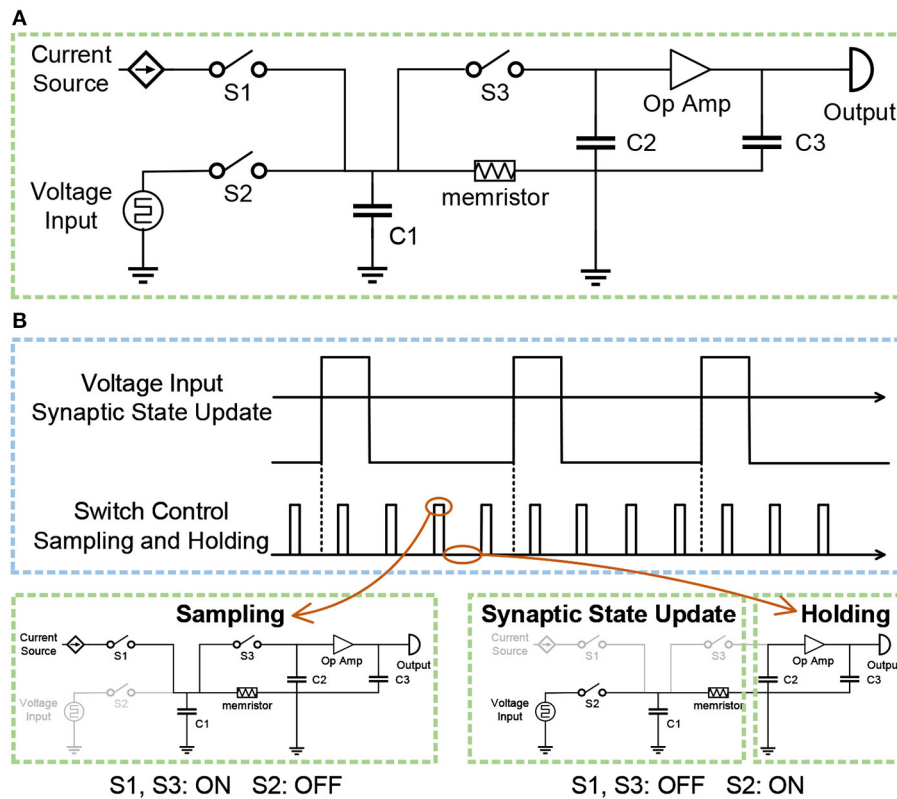 A
Current
Source
S1
S3
Op Amp
Output
C2
C3
Voltage
Input
S2
memristor
C1
B
Voltage Input
Synaptic State Update
Switch Control
Sampling and Holding
Sampling
Current
Source
S1
S3
Op Amp
Output
C2
C3
Voltage
Input
S2
memristor
C1
S1, S3: ON S2: OFF
Synaptic State Update
Holding
Current
Source
S1
S3
Op Amp
Output
C2
C3
Voltage
Input
S2
memristor
C1
S1, S3: OFF S2: ON